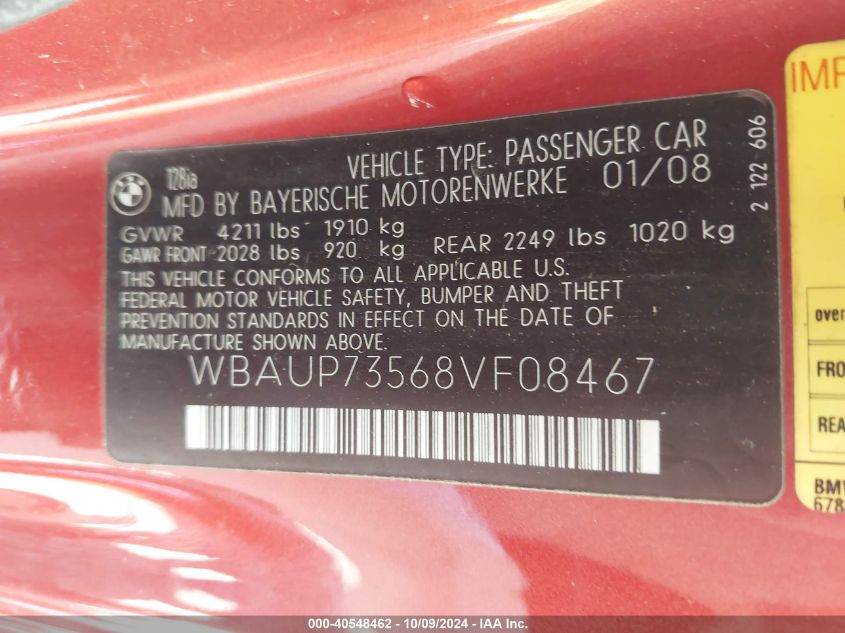 BMW
128ia
VEHICLE TYPE: PASSENGER CAR
MFD BY BAYERISCHE MOTORENWERKE 01/08
GVWR 4211 lbs 1910 kg
GAWR FRONT 2028 lbs 920 kg REAR 2249 lbs 1020 kg
THIS VEHICLE CONFORMS TO ALL APPLICABLE U.S.
FEDERAL MOTOR VEHICLE SAFETY, BUMPER AND THEFT
PREVENTION STANDARDS IN EFFECT ON THE DATE OF
MANUFACTURE SHOWN ABOVE.
WBAUP73568VF08467
2 122 606
IMP
over
FRO
REA
BMW
678
000-40548462 - 10/09/2024 - IAA Inc.